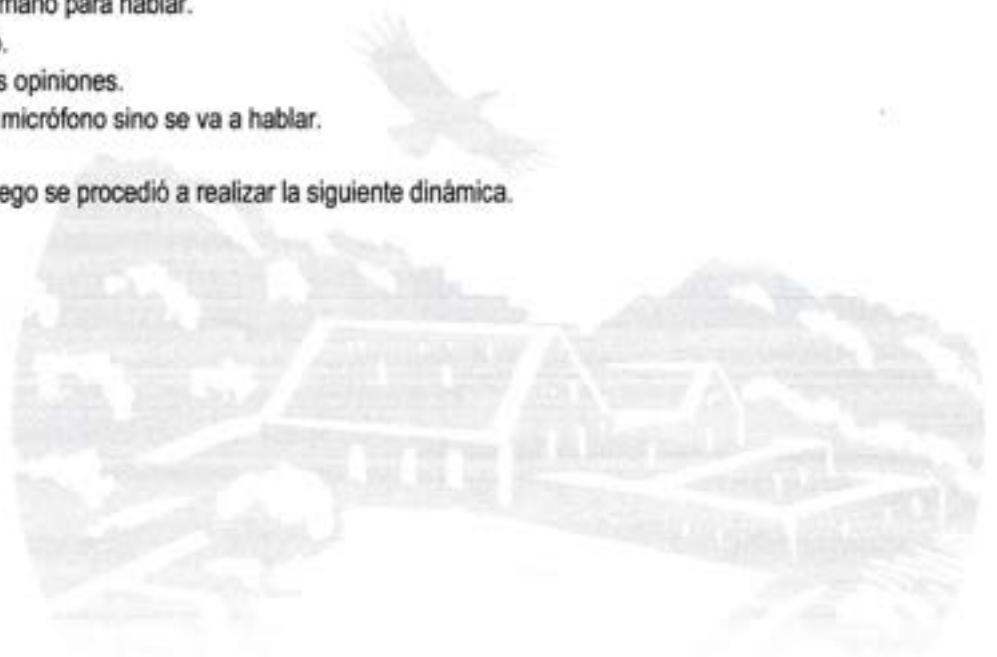 mano para hablar.
o.
s opiniones.
micrófono sino se va a hablar.
ego se procedió a realizar la siguiente dinámica.